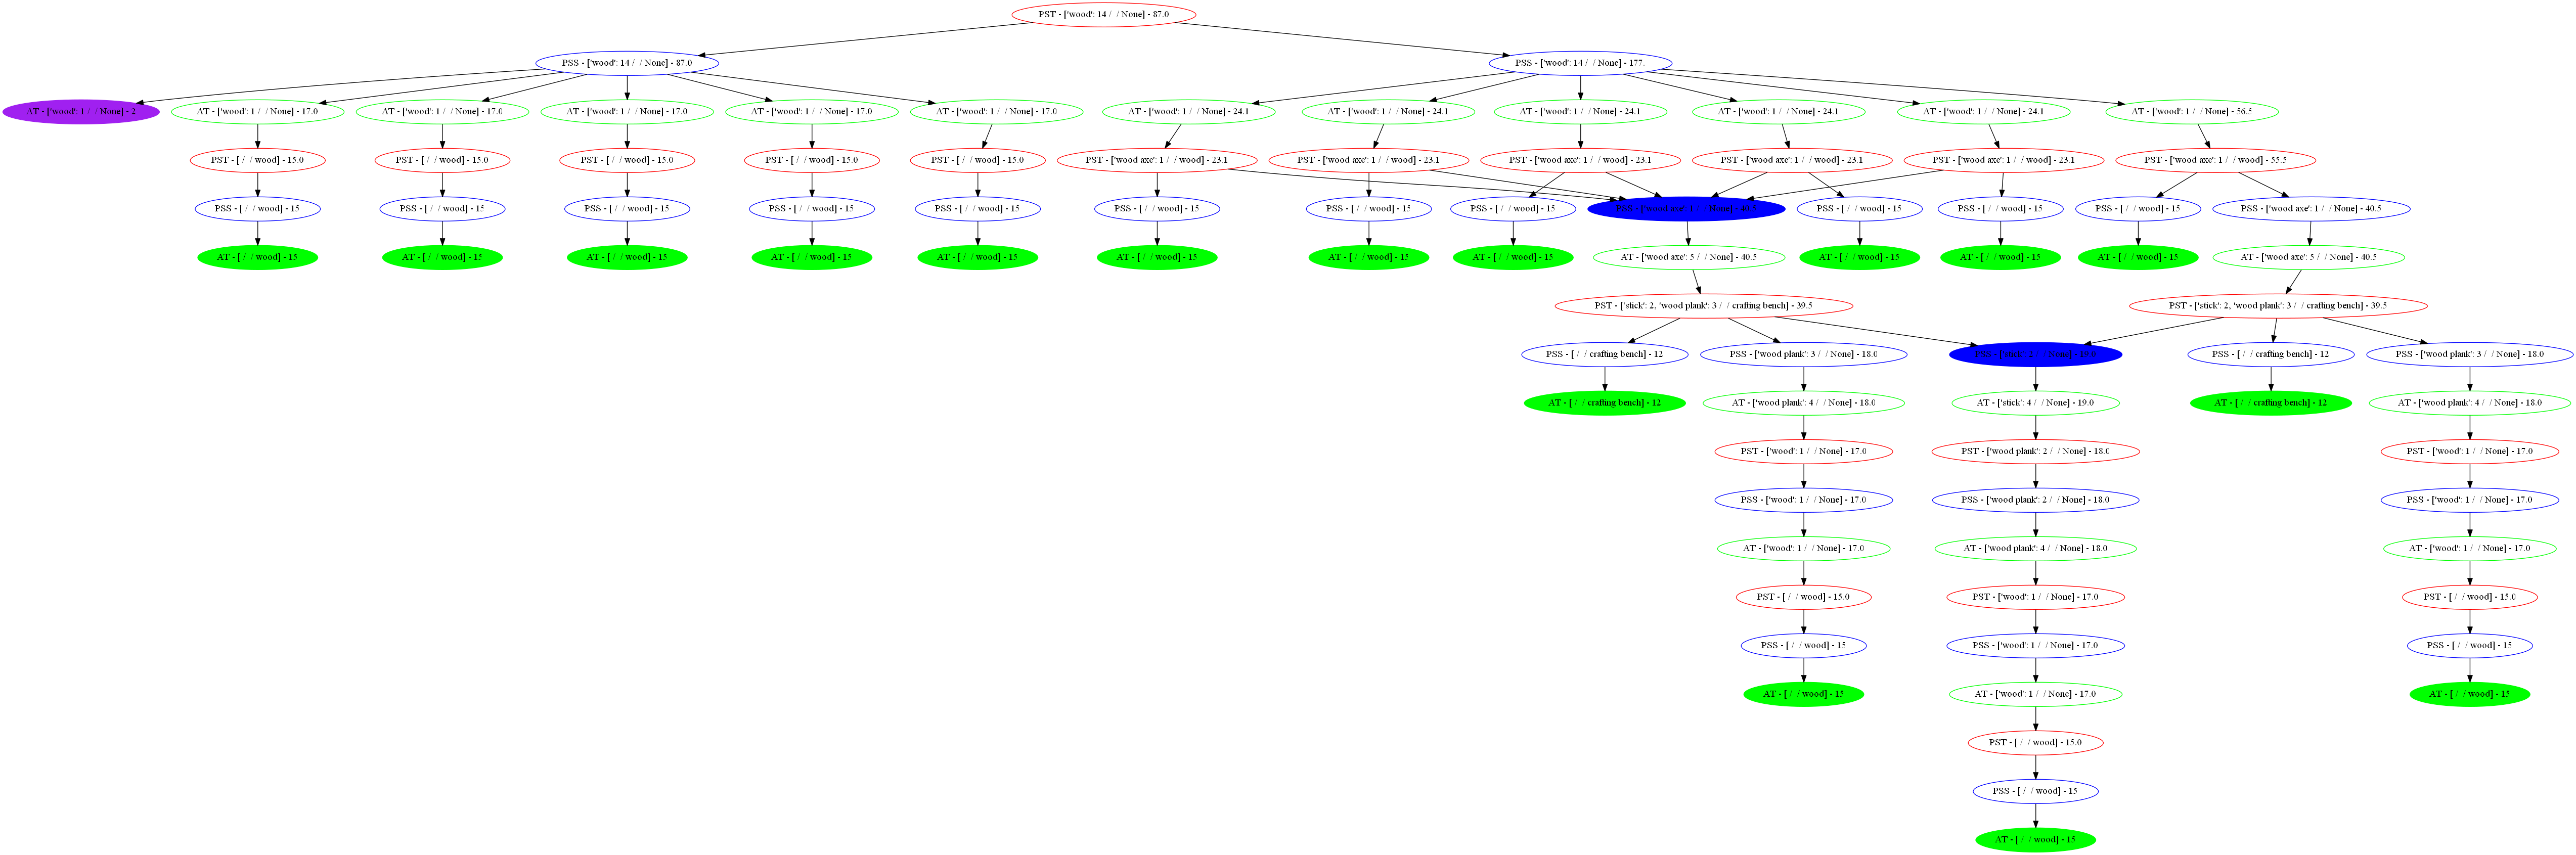 PST - ['wood': 14 / / None] - 87.0
PSS - ['wood': 14 / / None] - 87.0
PSS - ['wood': 14 / / None] - 177.
AT - ['wood': 1 / / None] - 2
AT - ['wood': 1 / / None] - 17.0
AT - ['wood': 1 / / None] - 17.0
AT - ['wood': 1 / / None] - 17.0
AT - ['wood': 1 / / None] - 17.0
AT - ['wood': 1 / / None] - 17.0
AT - ['wood': 1 / / None] - 24.1
AT - ['wood': 1 / / None] - 24.1
AT - ['wood': 1 / / None] - 24.1
AT - ['wood': 1 / / None] - 24.1
AT - ['wood': 1 / / None] - 24.1
AT - ['wood': 1 / / None] - 56.5
PST - [ / / wood] - 15.0
PST - [ / / wood] - 15.0
PST - [ / / wood] - 15.0
PST - [ / / wood] - 15.0
PST - [ / / wood] - 15.0
PST - ['wood axe': 1 / / wood] - 23.1
PST - ['wood axe': 1 / / wood] - 23.1
PST - ['wood axe': 1 / / wood] - 23.1
PST - ['wood axe': 1 / / wood] - 23.1
PST - ['wood axe': 1 / / wood] - 23.1
PST - ['wood axe': 1 / / wood] - 55.5
PSS - [ / / wood] - 15
PSS - [ / / wood] - 15
PSS - [ / / wood] - 15
PSS - [ / / wood] - 15
PSS - [ / / wood] - 15
PSS - [ / / wood] - 15
PSS - [ / / wood] - 15
PSS - [ / / wood] - 15
PSS - ['wood axe': 1 / / None] -
PSS - [ / / wood] - 15
PSS - [ / / wood] - 15
PSS - [ / / wood] - 15
PSS - ['wood axe': 1 / / None] - 40.5
AT - [ / / wood] - 15
AT - [ / / wood] - 15
AT - [ / / wood] - 15
AT - [ / / wood] - 15
AT - [ / / wood] - 15
AT - [ / / wood] - 15
AT - [ / / wood] - 15
AT - [ / / wood] - 15
AT - ['wood axe': 5 / / None] - 40.5
AT - [ / / wood] - 15
AT - [ / / wood] - 15
AT - [ / / wood] - 15
AT - ['wood axe': 5 / / None] - 40.5
PST - ['stick': 2, 'wood plank': 3 / / crafting bench] - 39.5
PST - ['stick': 2, 'wood plank': 3 / / crafting bench] - 39.5
PSS - [ / / crafting bench] - 12
PSS - ['wood plank': 3 / / None] - 18.0
PSS - ['stick': 2 / / None] - 19.0
PSS - [ / / crafting bench] - 12
PSS - ['wood plank': 3 / / None] - 18.0
AT - [ / / crafting bench] - 12
AT - ['wood plank': 4 / / None] - 18.0
AT - ['stick': 4 / / None] - 19.0
AT - [ / / crafting bench] - 12
AT - ['wood plank': 4 / / None] - 18.0
PST - ['wood': 1 / / None] - 17.0
PST - ['wood plank': 2 / / None] - 18.0
PST - ['wood': 1 / / None] - 17.0
PSS - ['wood': 1 / / None] - 17.0
PSS - ['wood plank': 2 / / None] - 18.0
PSS - ['wood': 1 / / None] - 17.0
AT - ['wood': 1 / / None] - 17.0
AT - ['wood plank': 4 / / None] - 18.0
AT - ['wood': 1 / / None] - 17.0
PST - [ / / wood] - 15.0
PST - ['wood': 1 / / None] - 17.0
PST - [ / / wood] - 15.0
PSS - [ / / wood] - 15
PSS - ['wood': 1 / / None] - 17.0
PSS - [ / / wood] - 15
AT - [ / / wood] - 15
AT - ['wood': 1 / / None] - 17.0
AT - [ / / wood] - 15
PST - [ / / wood] - 15.0
PSS - [ / / wood] - 15
AT - [ / / wood] - 15